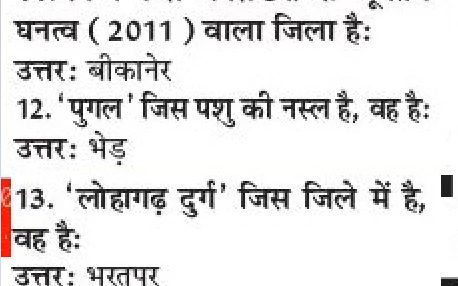 घनत्व ( 2011 ) वाला जिला है:
उत्तर: बीकानेर
12. ‘पुगल’ जिस पशु की नस्ल है, वह है:
उत्तर: भेड़
13. ‘लोहागढ़ दुर्ग’ जिस जिले में है,
वह है:
उत्तर: भरतपुर